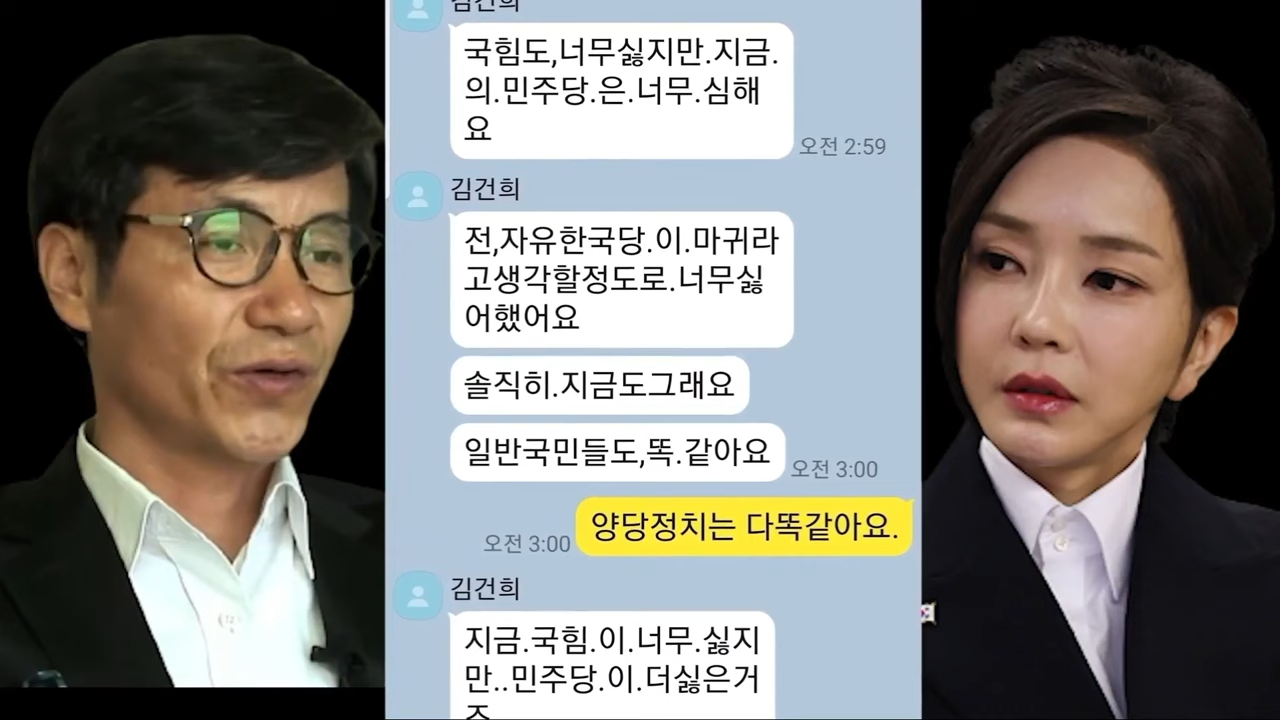 김건희
국힘도,너무싫지만.지금.
의.민주당.은.너무.심해
요
오전 2:59
김건희
전,자유한국당.이.마귀라
고생각할정도로.너무싫
어했어요
솔직히.지금도그래요
일반국민들도,똑.같아요
오전 3:00
양당정치는 다똑같아요.
오전 3:00
김건희
지금.국힘.이.너무.싫지
만..민주당.이.더싫은거
죠